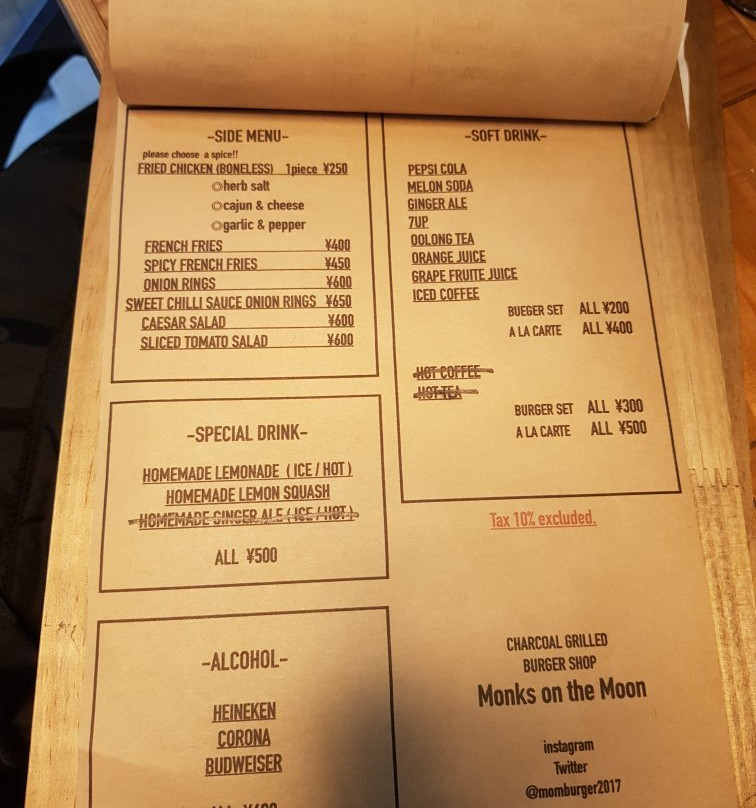 -SIDE MENU-
please choose a spice!!
FRIED CHICKEN (BONELESS) 1piece ¥250
◎herb salt
◎cajun & cheese
◎garlic & pepper
FRENCH FRIES ¥400
SPICY FRENCH FRIES ¥450
ONION RINGS ¥600
SWEET CHILLI SAUCE ONION RINGS ¥650
CAESAR SALAD ¥600
SLICED TOMATO SALAD ¥600
-SPECIAL DRINK-
HOMEMADE LEMONADE (ICE/HOT)
HOMEMADE LEMON SQUASH
HOMEMADE GINGER ALE (ICE/HOT)
ALL ¥500
-ALCOHOL-
HEINEKEN
CORONA
BUDWEISER
-SOFT DRINK-
PEPSI COLA
MELON SODA
GINGER ALE
7UP
OOLONG TEA
ORANGE JUICE
GRAPE FRUITE JUICE
ICED COFFEE
BUEGER SET ALL ¥200
A LA CARTE ALL ¥400
HOT COFFEE
HOT TEA
BURGER SET ALL ¥300
A LA CARTE ALL ¥500
Tax 10% excluded.
CHARCOAL GRILLED
BURGER SHOP
Monks on the Moon
instagram
Twitter
@momburger2017